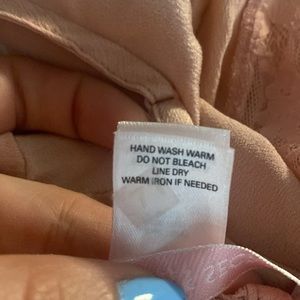 HAND WASH WARM
DO NOT BLEACH
LINE DRY
WARM IRON IF NEEDED